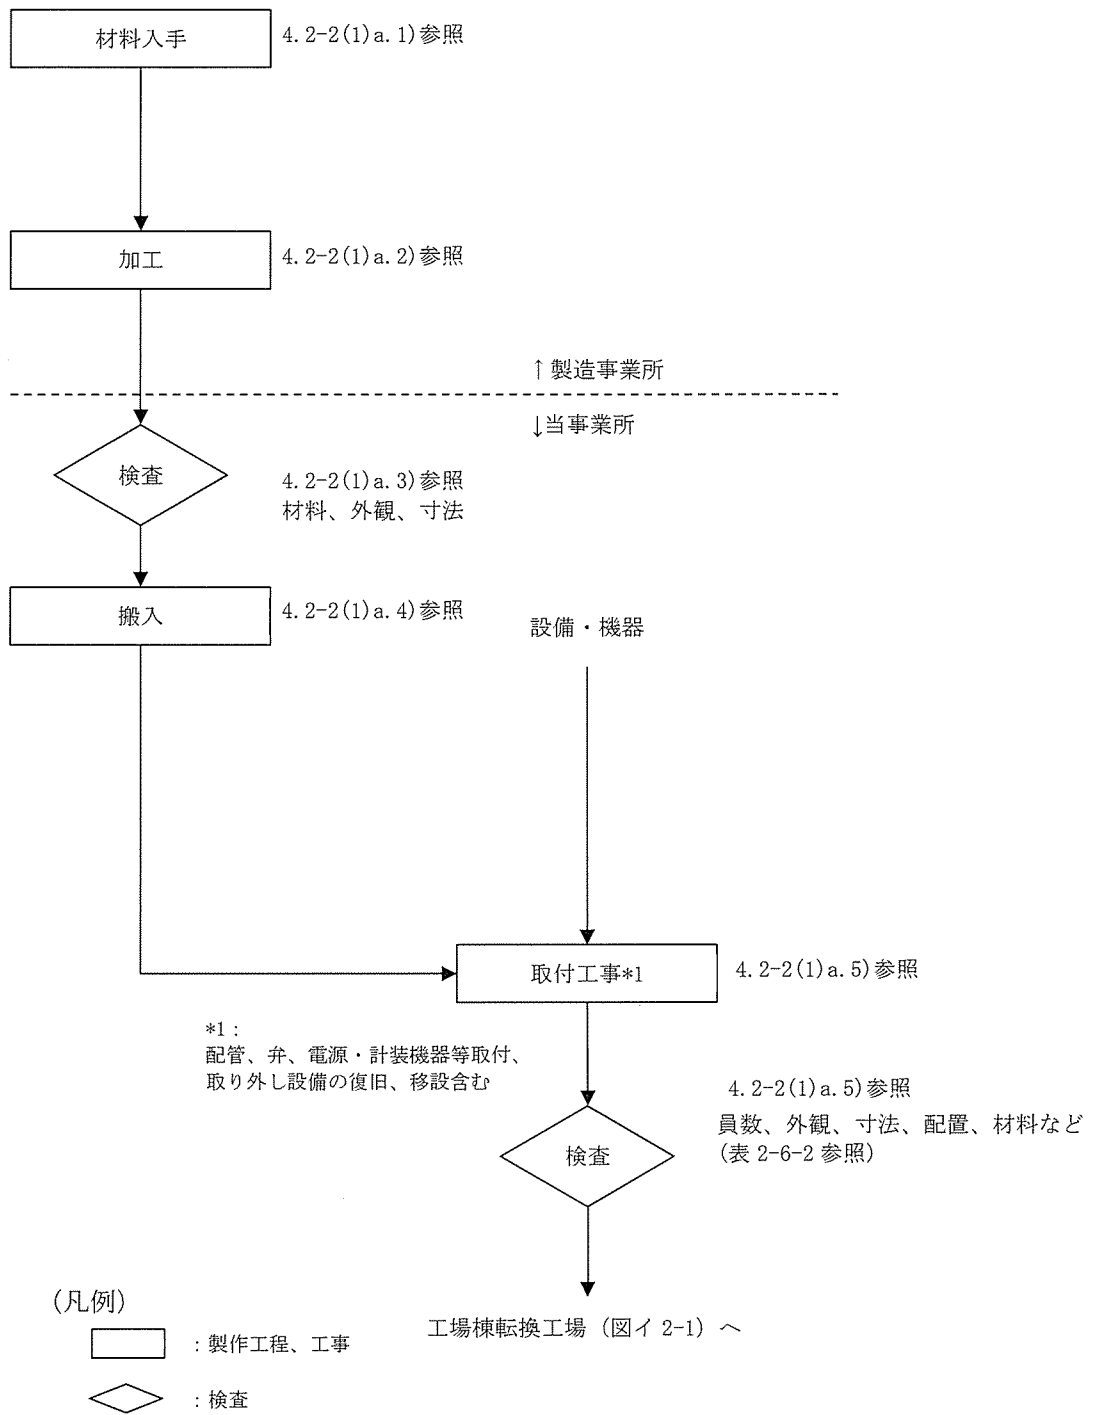 材料入手
4.2-2(1)a.1)参照
加工
4.2-2(1)a.2)参照
↑製造事業所
↓当事業所
検査
4.2-2(1)a.3)参照
材料、外観、寸法
搬入
4.2-2(1)a.4)参照
設備・機器
取付工事*1
4.2-2(1)a.5)参照
*1:
配管、弁、電源・計装機器等取付、
取り外し設備の復旧、移設含む
4.2-2(1)a.5)参照
員数、外観、寸法、配置、材料など
(表 2-6-2 参照)
検査
工場棟転換工場（図イ 2-1）へ
(凡例)
：製作工程、工事
：検査